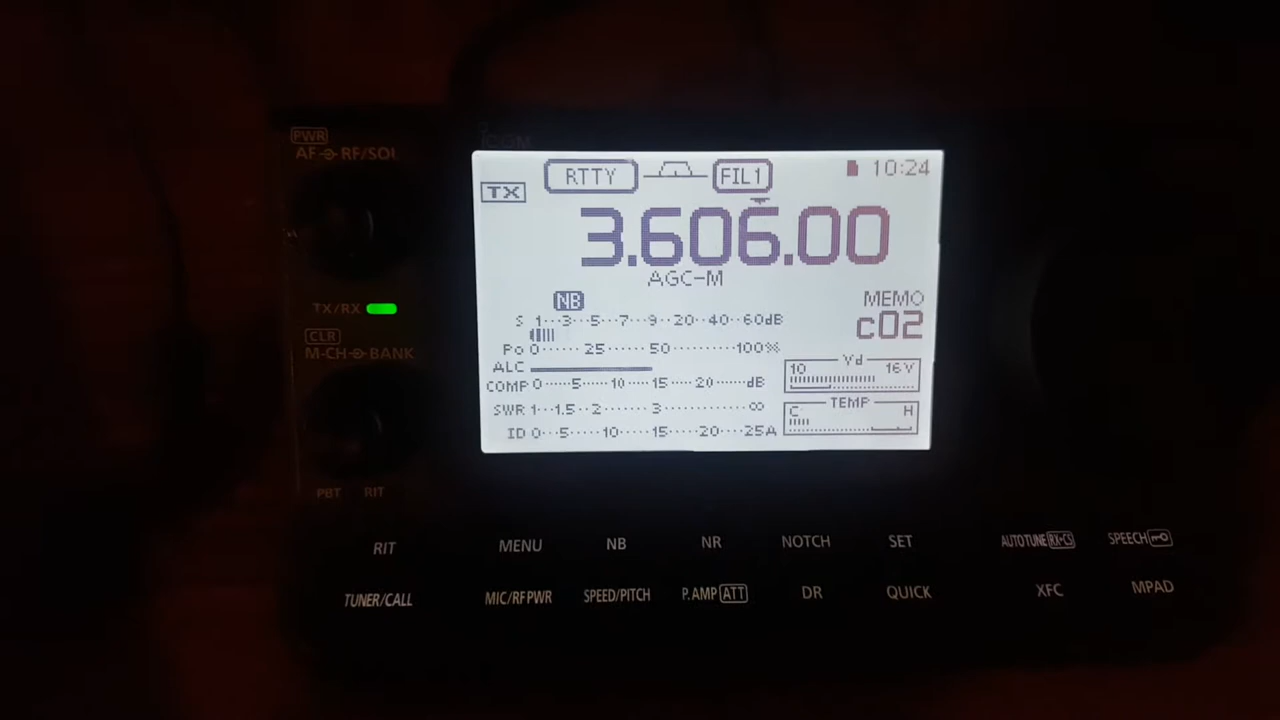 PWR
AF RF/SQL
ICOM
RTTY FIL1 10:24
TX
3.606.00
AGC-M
TX/RX
NB
MEMO
c02
S 1···3··5··7··9··20··40··60dB
CLR
M-CH BANK
Po 0·····25·····50·······100%
ALC
COMP 0···5···10···15···20···dB
SWR 1···1.5··2······3··········∞
ID 0···5····10····15····20···25A
Vd
10 16V
TEMP
C H
PBT RIT
RIT MENU NB NR NOTCH SET AUTOTUNE RX-CS SPEECH
TUNER/CALL MIC/RF PWR SPEED/PITCH P.AMP ATT DR QUICK XFC MPAD